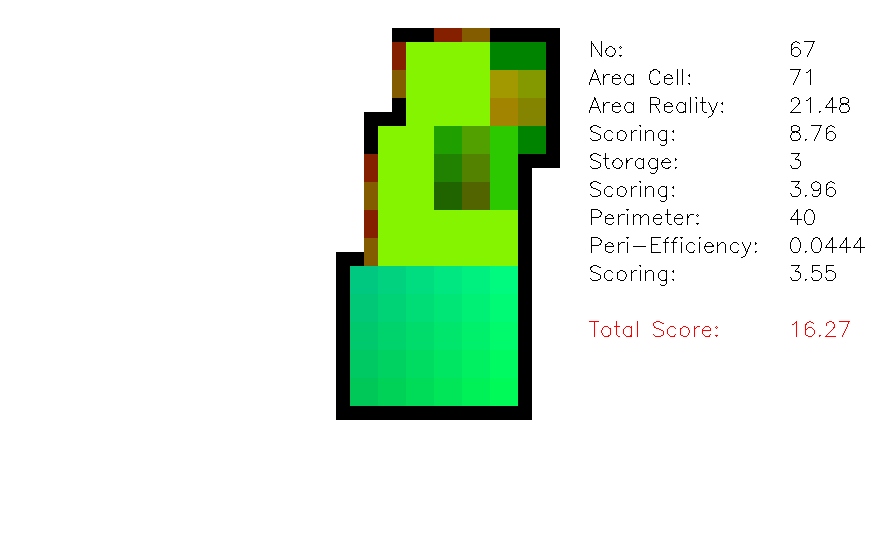 No: 67
Area Cell: 71
Area Reality: 21.48
Scoring: 8.76
Storage: 3
Scoring: 3.96
Perimeter: 40
Peri-Efficiency: 0.0444
Scoring: 3.55
Total Score: 16.27